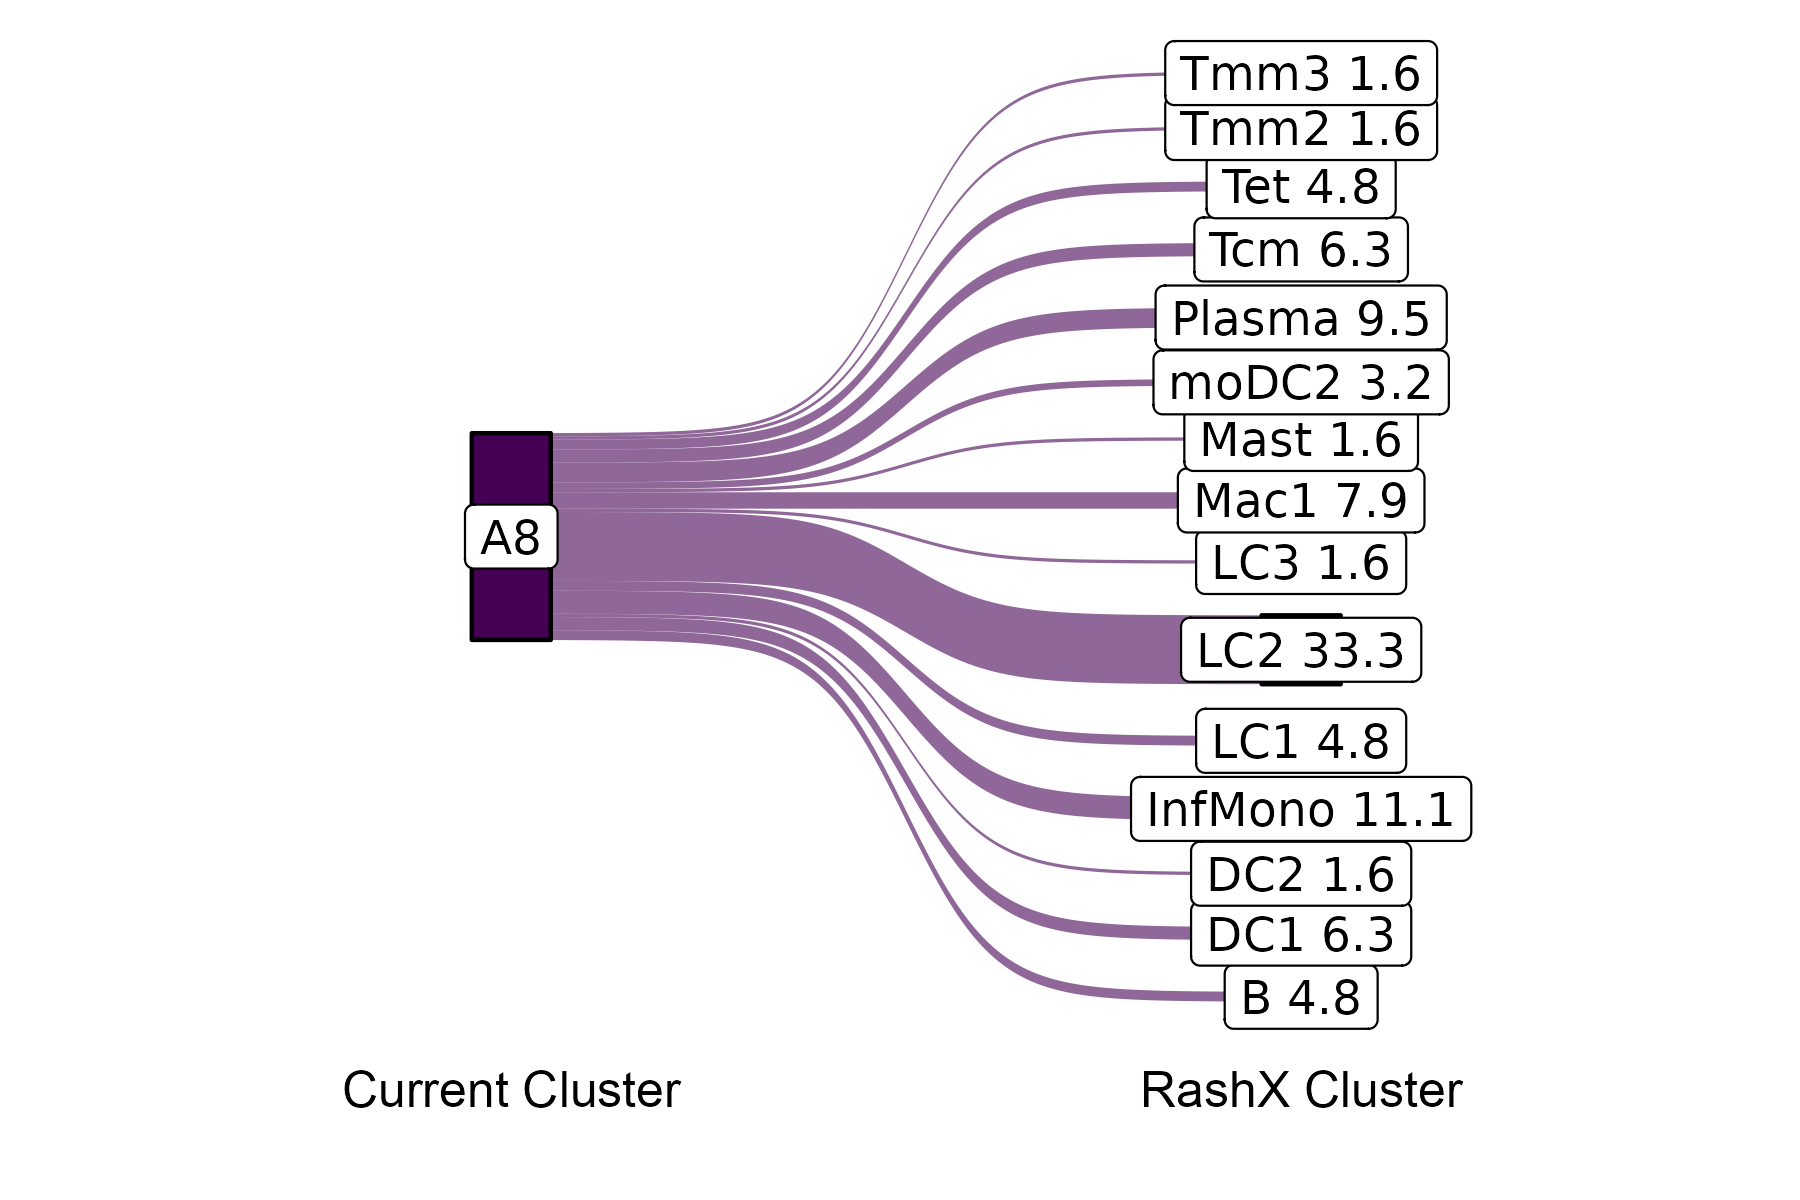 Tmm3 1.6
Tmm2 1.6
Tet 4.8
Tcm 6.3
Plasma 9.5
moDC2 3.2
Mast 1.6
Mac1 7.9
A8
LC3 1.6
LC2 33.3
LC1 4.8
InfMono 11.1
DC2 1.6
DC1 6.3
B 4.8
Current Cluster
RashX Cluster